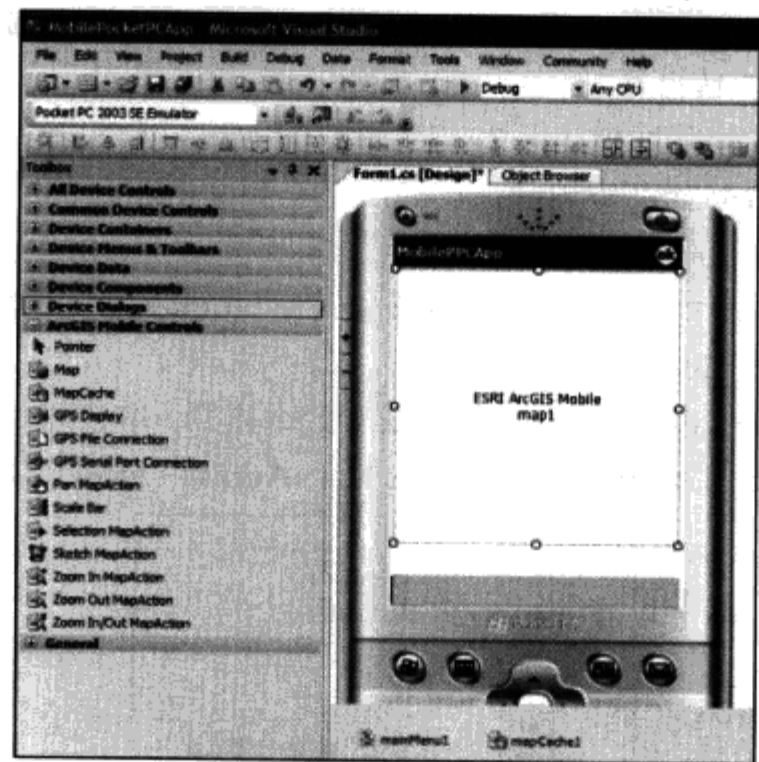 MobilePocketPCApp - Microsoft Visual Studio
File Edit View Project Build Debug Data Format Tools Window Community Help
Debug Any CPU
Pocket PC 2003 SE Emulator
Toolbox
Form1.cs [Design]* Object Browser
All Device Controls
Common Device Controls
Device Containers
Device Menus & Toolbars
Device Data
Device Components
Device Dialogs
ArcGIS Mobile Controls
Pointer
Map
MapCache
GPS Display
GPS File Connection
GPS Serial Port Connection
Pan MapAction
Scale Bar
Selection MapAction
Sketch MapAction
Zoom In MapAction
Zoom Out MapAction
Zoom In/Out MapAction
General
MobilePPCApp
ok
ESRI ArcGIS Mobile
map1
mainMenu1 mapCache1